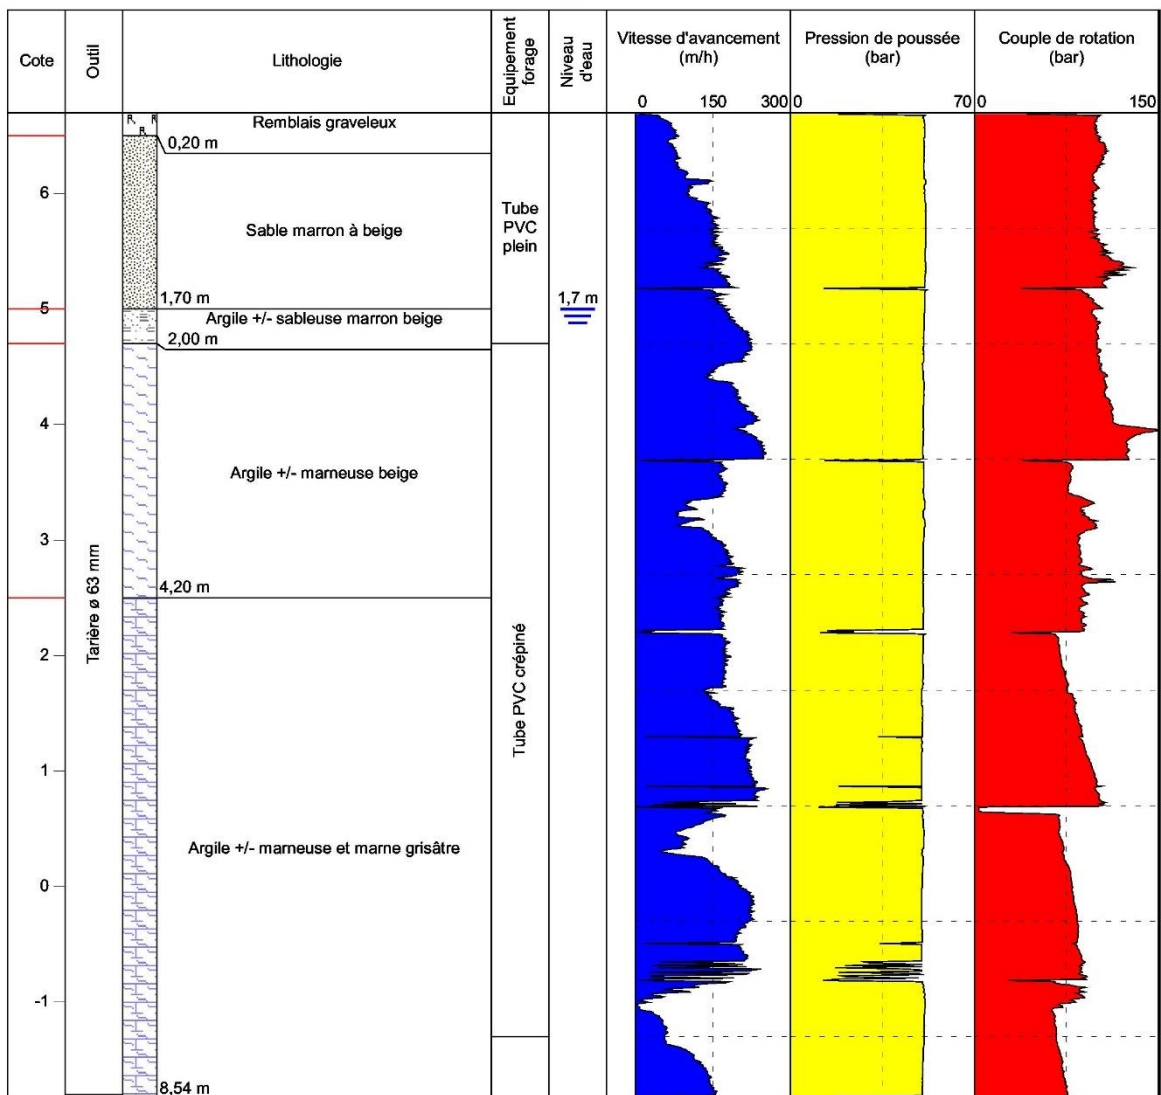 Cote
Outil
Lithologie
Equipement
forage
Niveau
d'eau
Vitesse d'avancement
(m/h)
Pression de poussée
(bar)
Couple de rotation
(bar)
0 150 300
0 70
0 150
R R
R
Remblais graveleux
0,20 m
6
Sable marron à beige
Tube
PVC
plein
1,70 m
1,7 m
5
Argile +/- sableuse marron beige
2,00 m
4
Argile +/- marneuse beige
3
4,20 m
Tarière ø 63 mm
2
Tube PVC crépiné
1
Argile +/- marneuse et marne grisâtre
0
-1
8,54 m